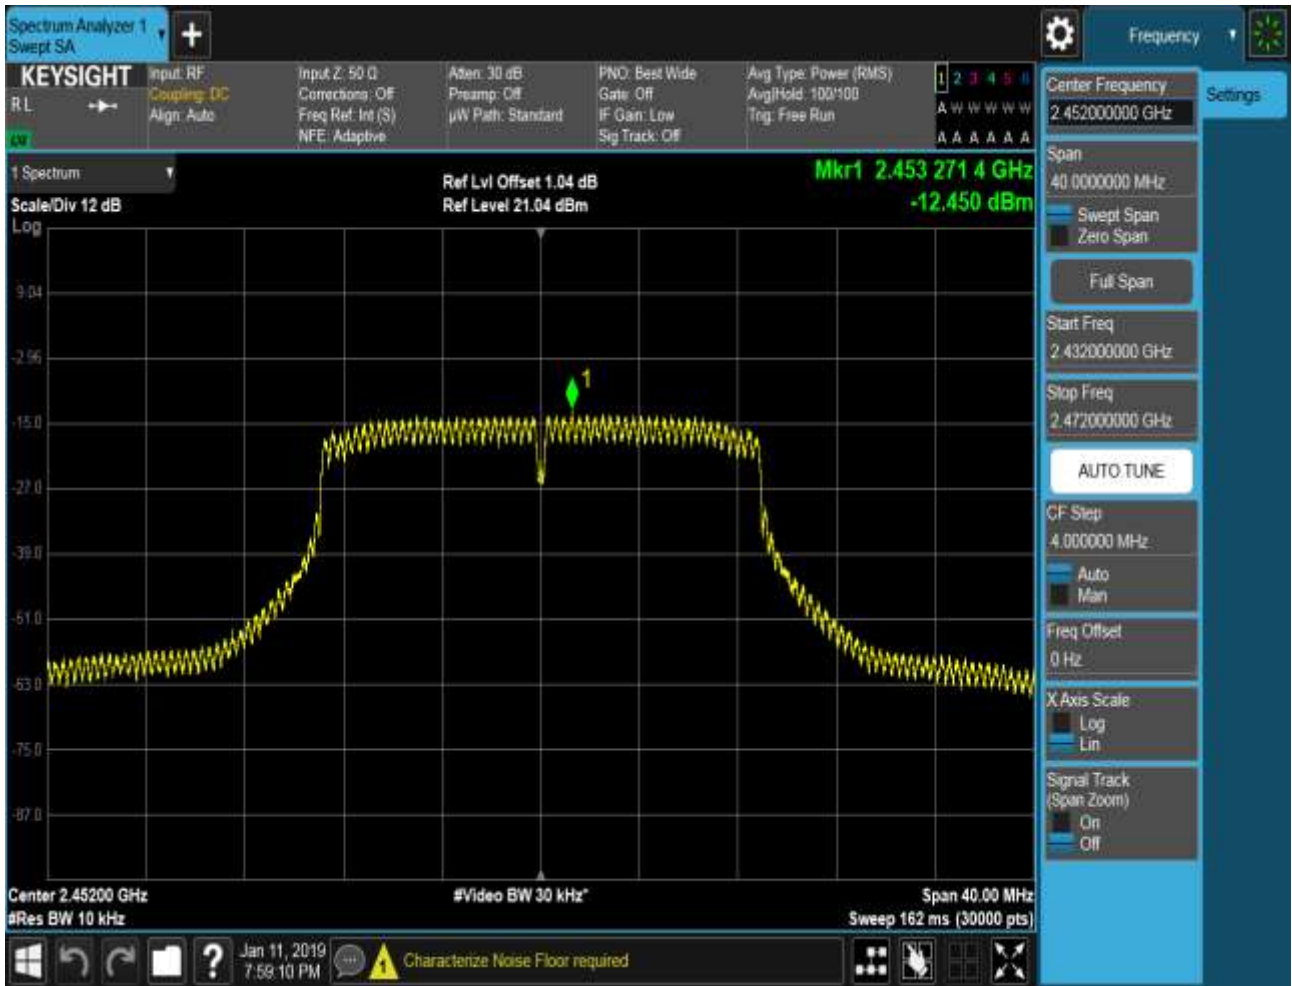 Spectrum Analyzer 1
Swept SA
+
Frequency
KEYSIGHT
R L
LXI
Input: RF
Coupling: DC
Align: Auto
Input Z: 50 Ω
Corrections: Off
Freq Ref: Int (S)
NFE: Adaptive
Atten: 30 dB
Preamp: Off
µW Path: Standard
PNO: Best Wide
Gate: Off
IF Gain: Low
Sig Track: Off
Avg Type: Power (RMS)
Avg|Hold: 100/100
Trig: Free Run
1 2 3 4 5 6
A W W W W W
A A A A A A
1 Spectrum
Scale/Div 12 dB
Log
Ref Lvl Offset 1.04 dB
Ref Level 21.04 dBm
Mkr1 2.453 271 4 GHz
-12.450 dBm
9.04
-2.96
-15.0
-27.0
-39.0
-51.0
-63.0
-75.0
-87.0
1
Center 2.45200 GHz
#Res BW 10 kHz
#Video BW 30 kHz*
Span 40.00 MHz
Sweep 162 ms (30000 pts)
Center Frequency
2.452000000 GHz
Settings
Span
40.0000000 MHz
Swept Span
Zero Span
Full Span
Start Freq
2.432000000 GHz
Stop Freq
2.472000000 GHz
AUTO TUNE
CF Step
4.000000 MHz
Auto
Man
Freq Offset
0 Hz
X Axis Scale
Log
Lin
Signal Track
(Span Zoom)
On
Off
?
Jan 11, 2019
7:59:10 PM
1
Characterize Noise Floor required